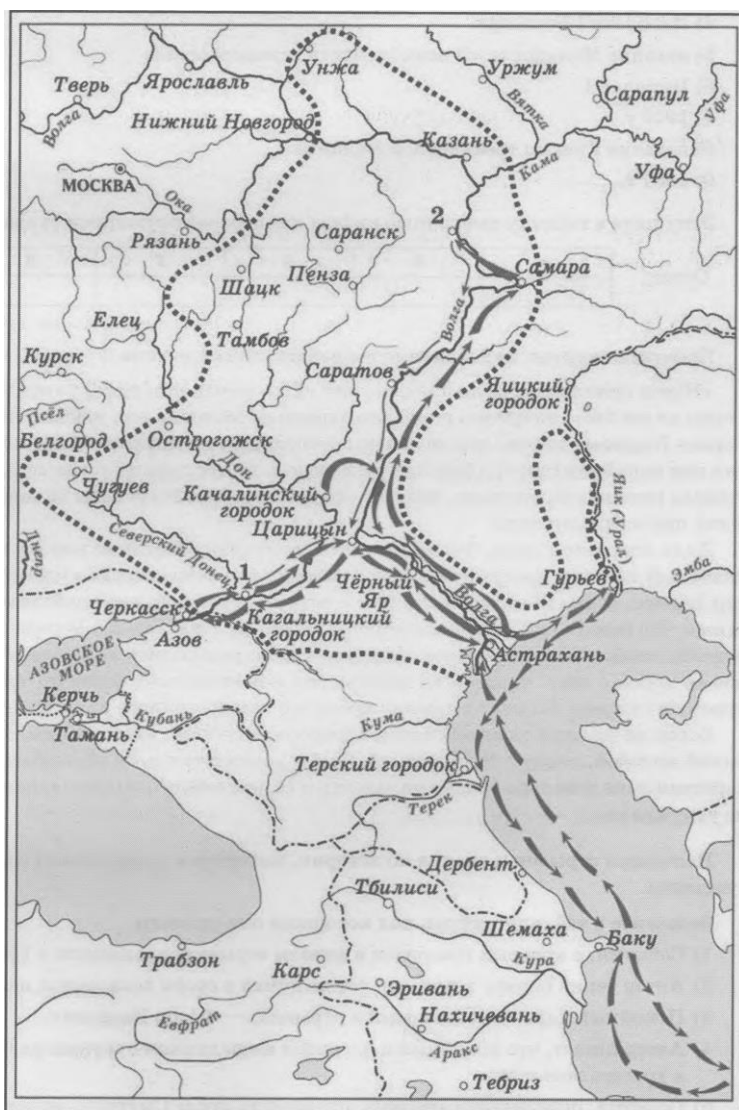 Унжа
Уржум
Ярославль
Тверь
Сарапул
Волга
Вятка
Уфа
Нижний Новгород
Казань
Кама
Уфа
МОСКВА
Ока
Рязань
2
Саранск
Самара
Пенза
Шацк
Волга
Елец
Тамбов
Курск
Саратов
Яицкий
городок
Псёл
Белгород
Острогожск
Дон
Чугуев
Качалинский
городок
Царицын
Яик (Урал)
Днепр
Северский Донец
1
Чёрный
Яр
Волга
Гурьев
Эмба
Черкасск
Кагальницкий
городок
Азов
Астрахань
АЗОВСКОЕ
МОРЕ
Керчь
Тамань
Кубань
Кума
Терский городок
Терек
Дербент
Тбилиси
Шемаха
Баку
Трабзон
Кура
Карс
Эривань
Нахичевань
Евфрат
Аракс
Тебриз